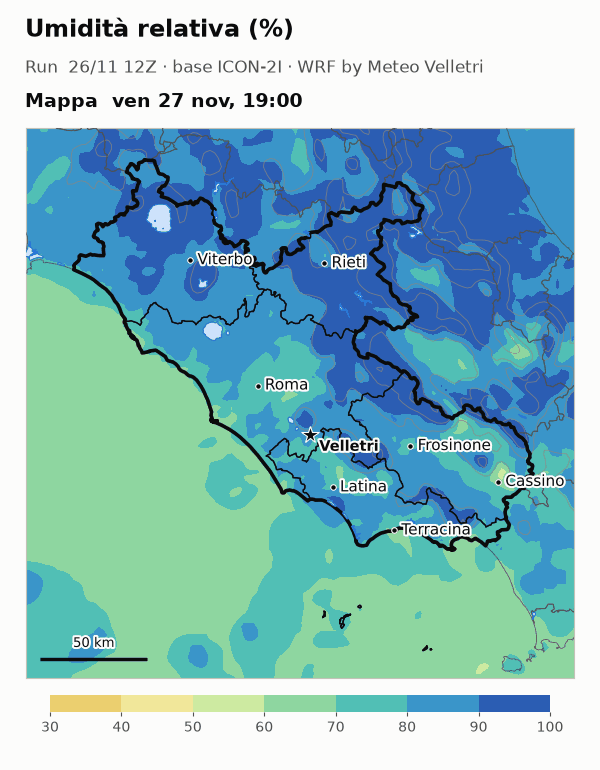 Umidità relativa (%)
Run  26/11 12Z · base ICON-2I · WRF by Meteo Velletri
Mappa  ven 27 nov, 19:00
Viterbo
Rieti
Roma
Velletri
Frosinone
Latina
Cassino
Terracina
50 km
30 40 50 60 70 80 90 100